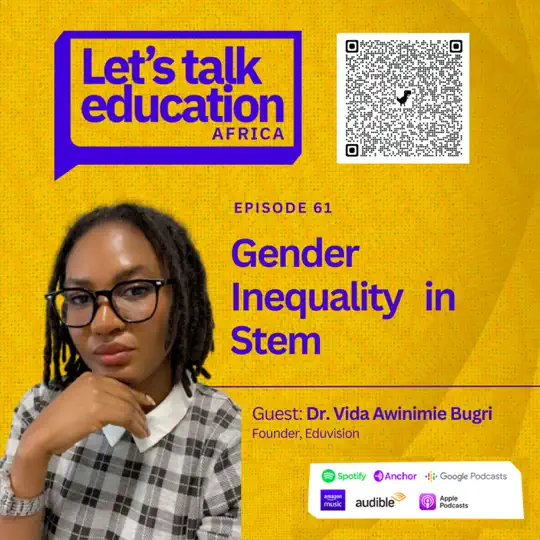 Let's talk
education
AFRICA
EPISODE 61
Gender
Inequality in
Stem
Guest: Dr. Vida Awinimie Bugri
Founder, Eduvision
Spotify Anchor Google Podcasts
amazon music audible Apple Podcasts